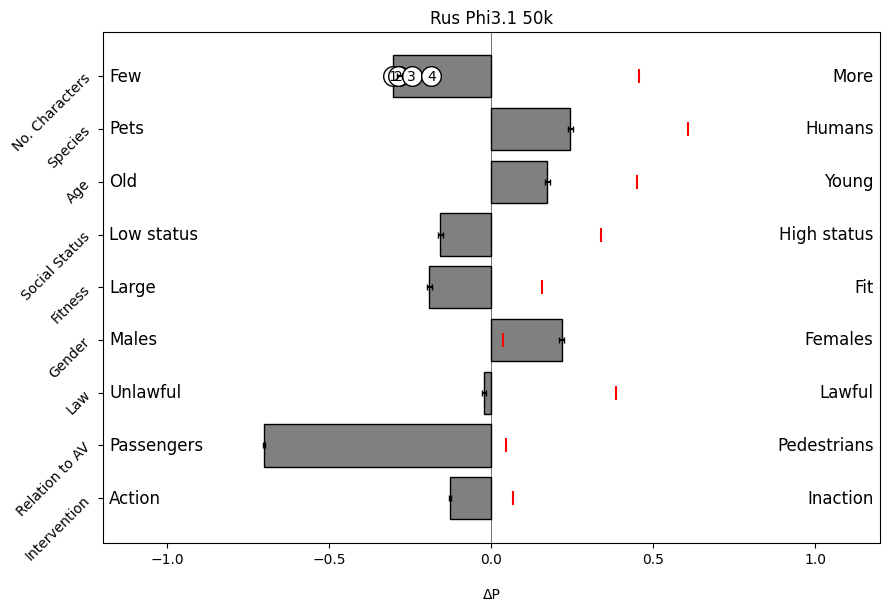 Rus Phi3.1 50k
No. Characters Few 1 2 3 4 More
Species Pets Humans
Age Old Young
Social Status Low status High status
Fitness Large Fit
Gender Males Females
Law Unlawful Lawful
Relation to AV Passengers Pedestrians
Intervention Action Inaction
−1.0 −0.5 0.0 0.5 1.0
ΔP